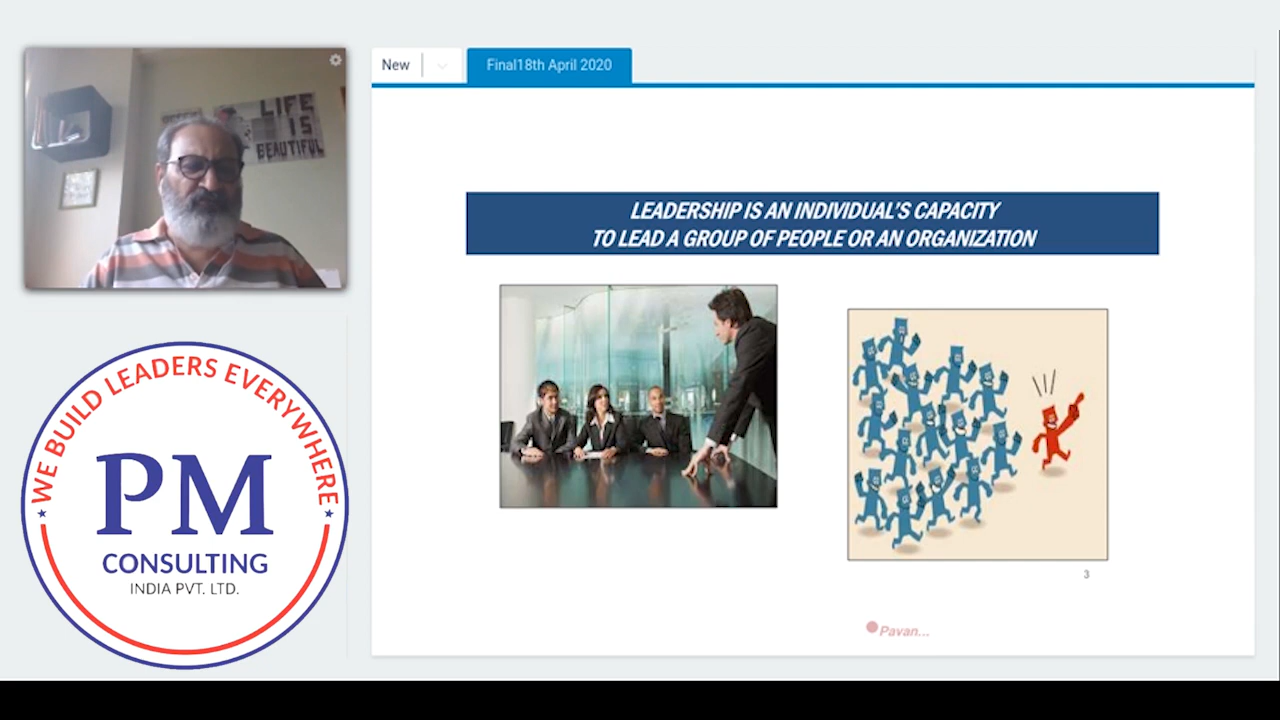 LIFE
IS
BEAUTIFUL
WE BUILD LEADERS EVERYWHERE
PM
CONSULTING
INDIA PVT. LTD.
New
Final18th April 2020
LEADERSHIP IS AN INDIVIDUAL'S CAPACITY
TO LEAD A GROUP OF PEOPLE OR AN ORGANIZATION
3
Pavan...